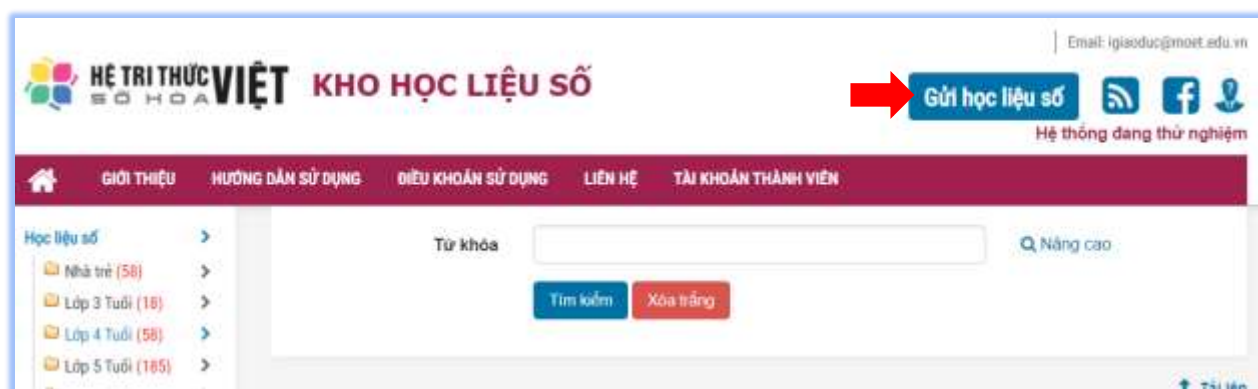 Email: igiaoduc@moet.edu.vn
HỆ TRI THỨC VIỆT
SỐ HÓA
KHO HỌC LIỆU SỐ
Gửi học liệu số
Hệ thống đang thử nghiệm
GIỚI THIỆU HƯỚNG DẪN SỬ DỤNG ĐIỀU KHOẢN SỬ DỤNG LIÊN HỆ TÀI KHOẢN THÀNH VIÊN
Học liệu số
Nhà trẻ (58)
Lớp 3 Tuổi (18)
Lớp 4 Tuổi (58)
Lớp 5 Tuổi (185)
Từ khóa
Nâng cao
Tìm kiếm Xóa trắng
Tải lên